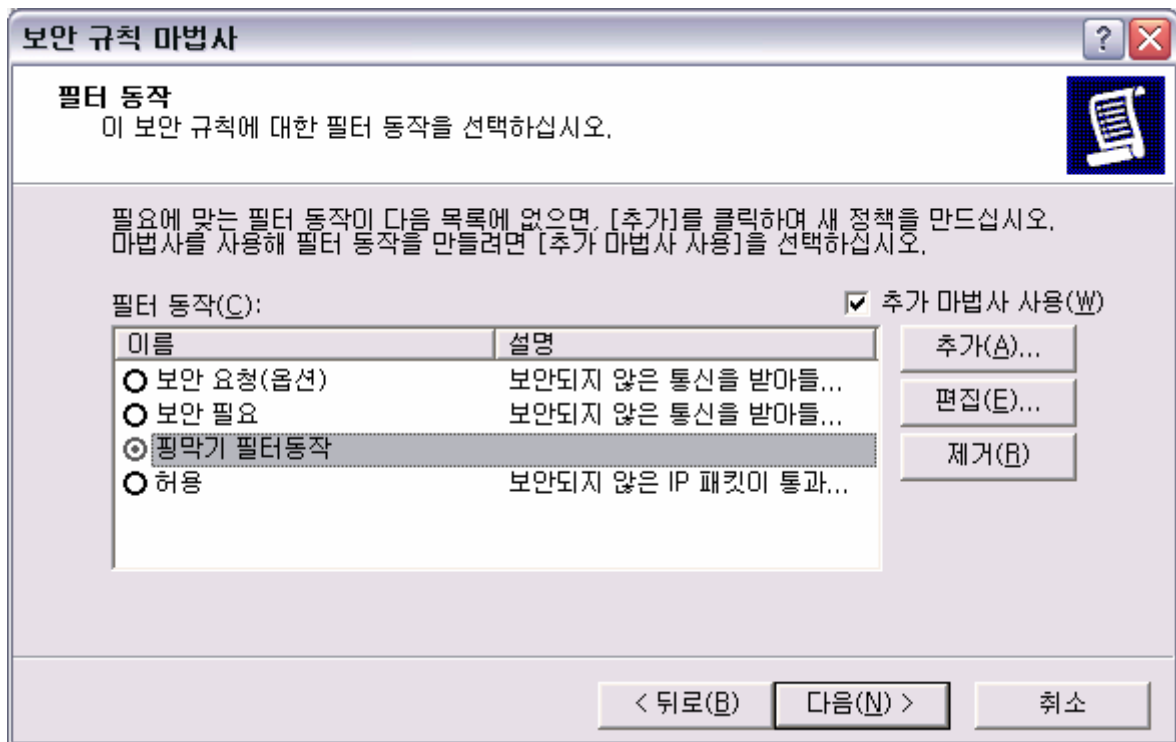 보안 규칙 마법사
필터 동작
이 보안 규칙에 대한 필터 동작을 선택하십시오.
필요에 맞는 필터 동작이 다음 목록에 없으면, [추가]를 클릭하여 새 정책을 만드십시오.
마법사를 사용해 필터 동작을 만들려면 [추가 마법사 사용]을 선택하십시오.
필터 동작(C):
추가 마법사 사용(W)
이름 설명
보안 요청(옵션) 보안되지 않은 통신을 받아들...
보안 필요 보안되지 않은 통신을 받아들...
핑막기 필터동작
허용 보안되지 않은 IP 패킷이 통과...
추가(A)...
편집(E)...
제거(R)
< 뒤로(B) 다음(N) > 취소